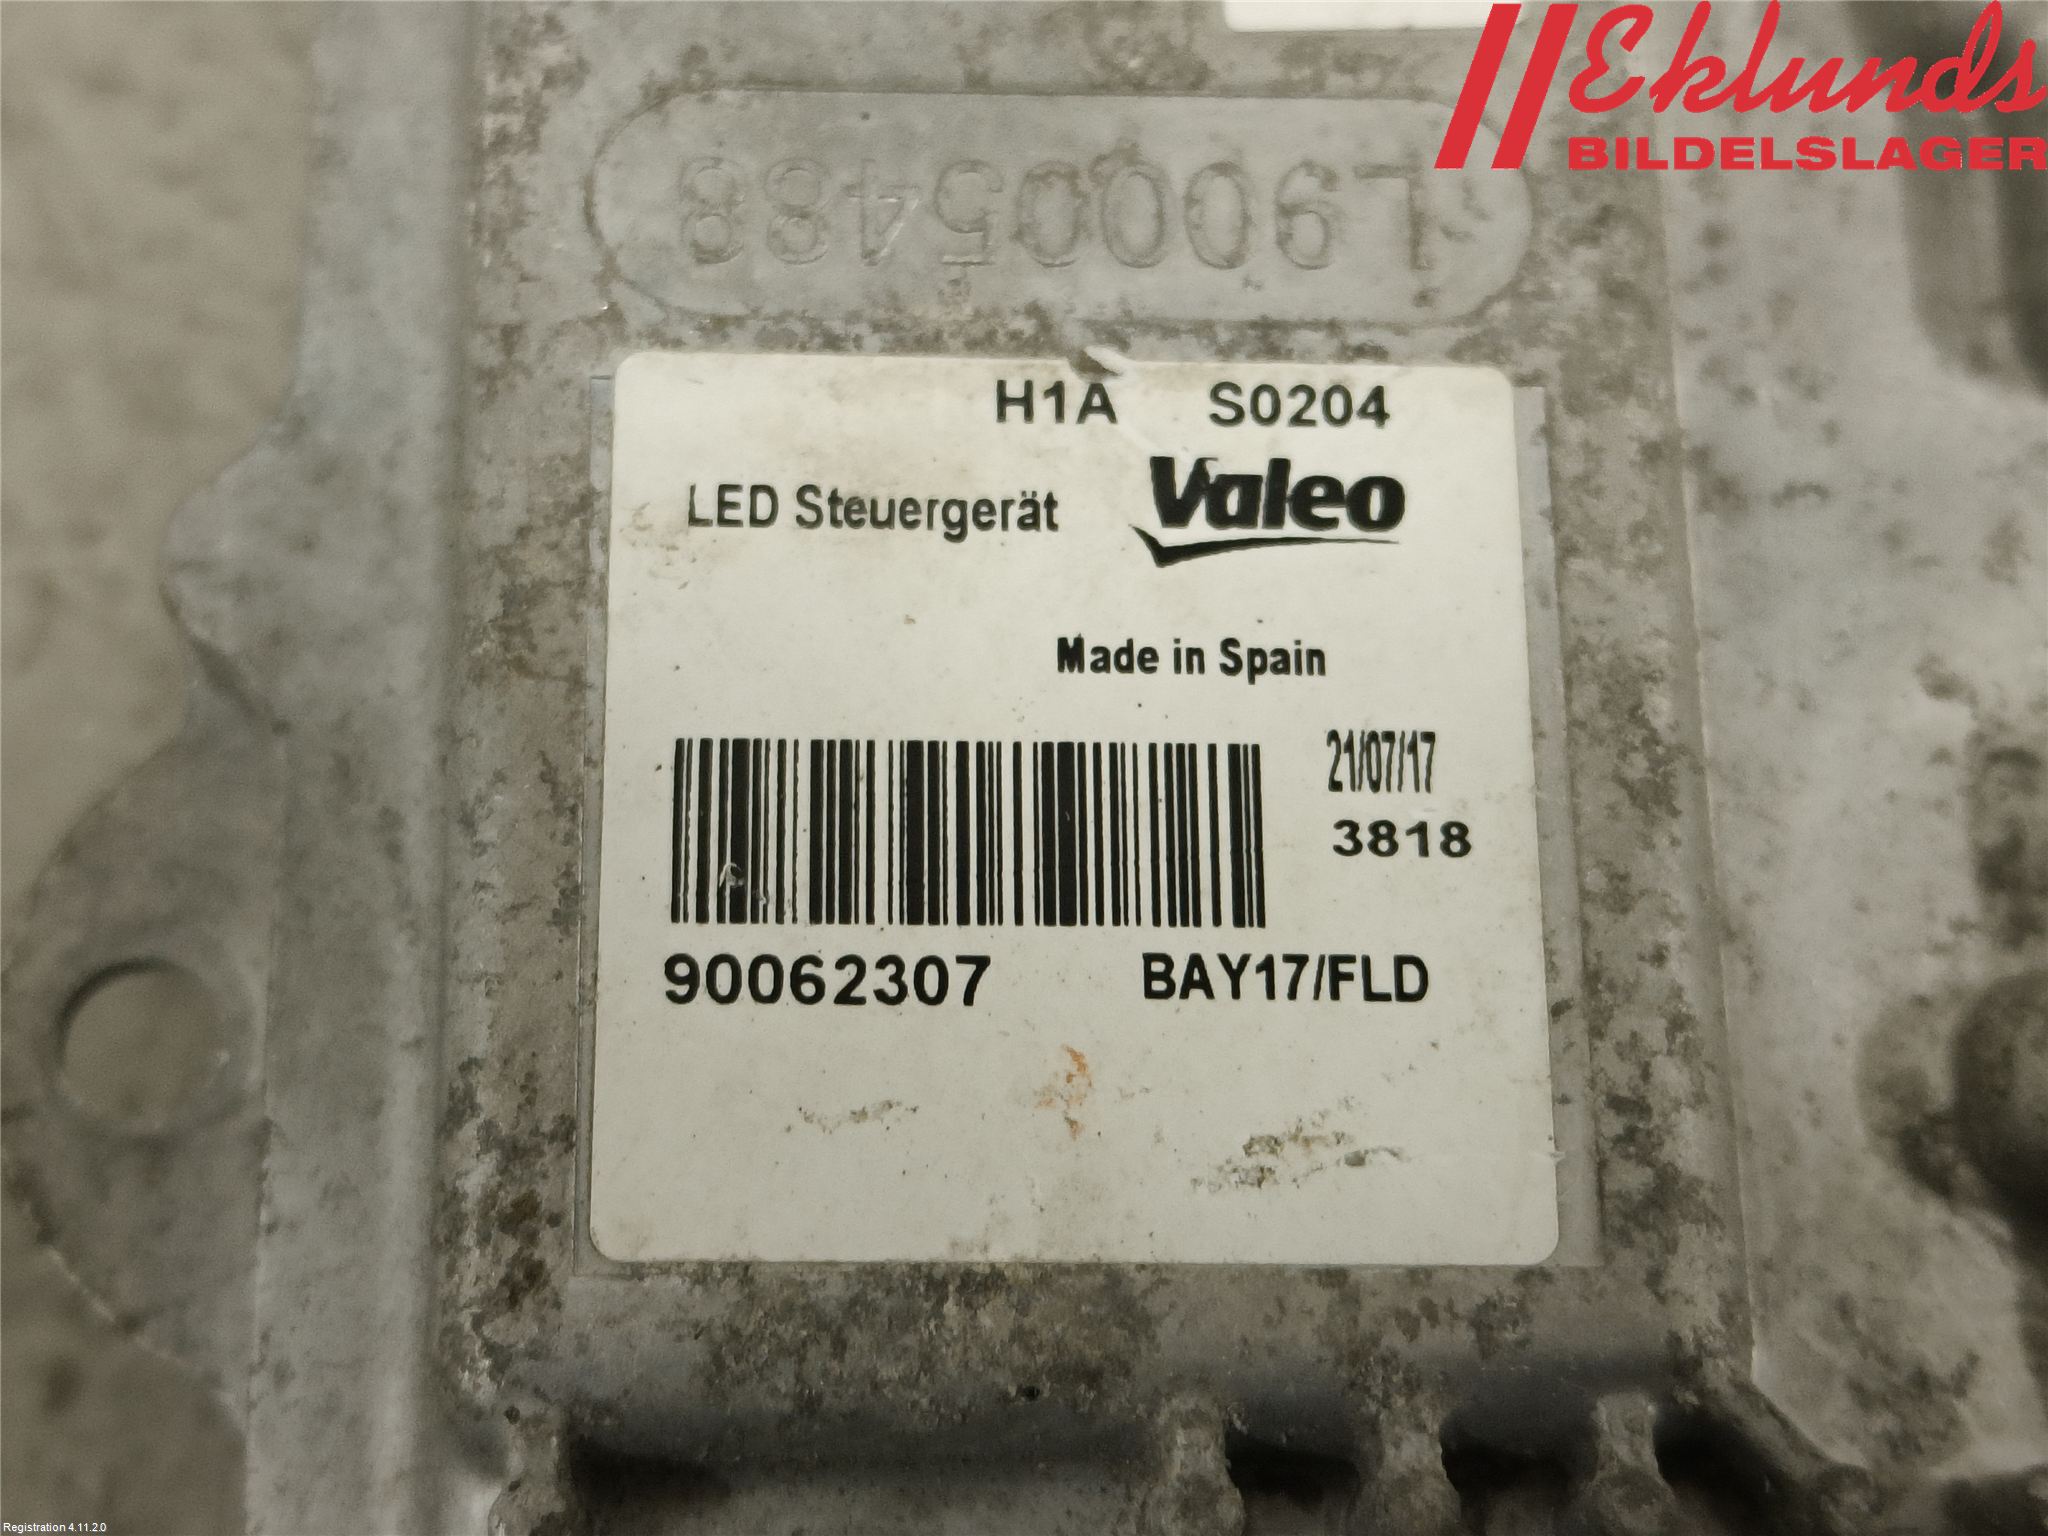 Eklunds
BILDELSLAGER
L90005488
H1A S0204
LED Steuergerät Valeo
Made in Spain
21/07/17
3818
90062307 BAY17/FLD
Registration 4.11.2.0